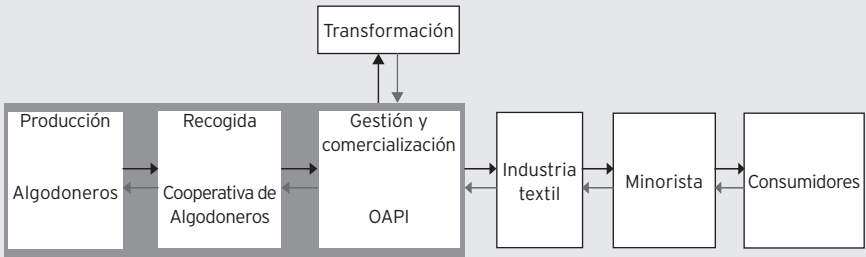 Transformación
Producción
Algodoneros
Recogida
Cooperativa de
Algodoneros
Gestión y
comercialización
OAPI
Industria
textil
Minorista
Consumidores